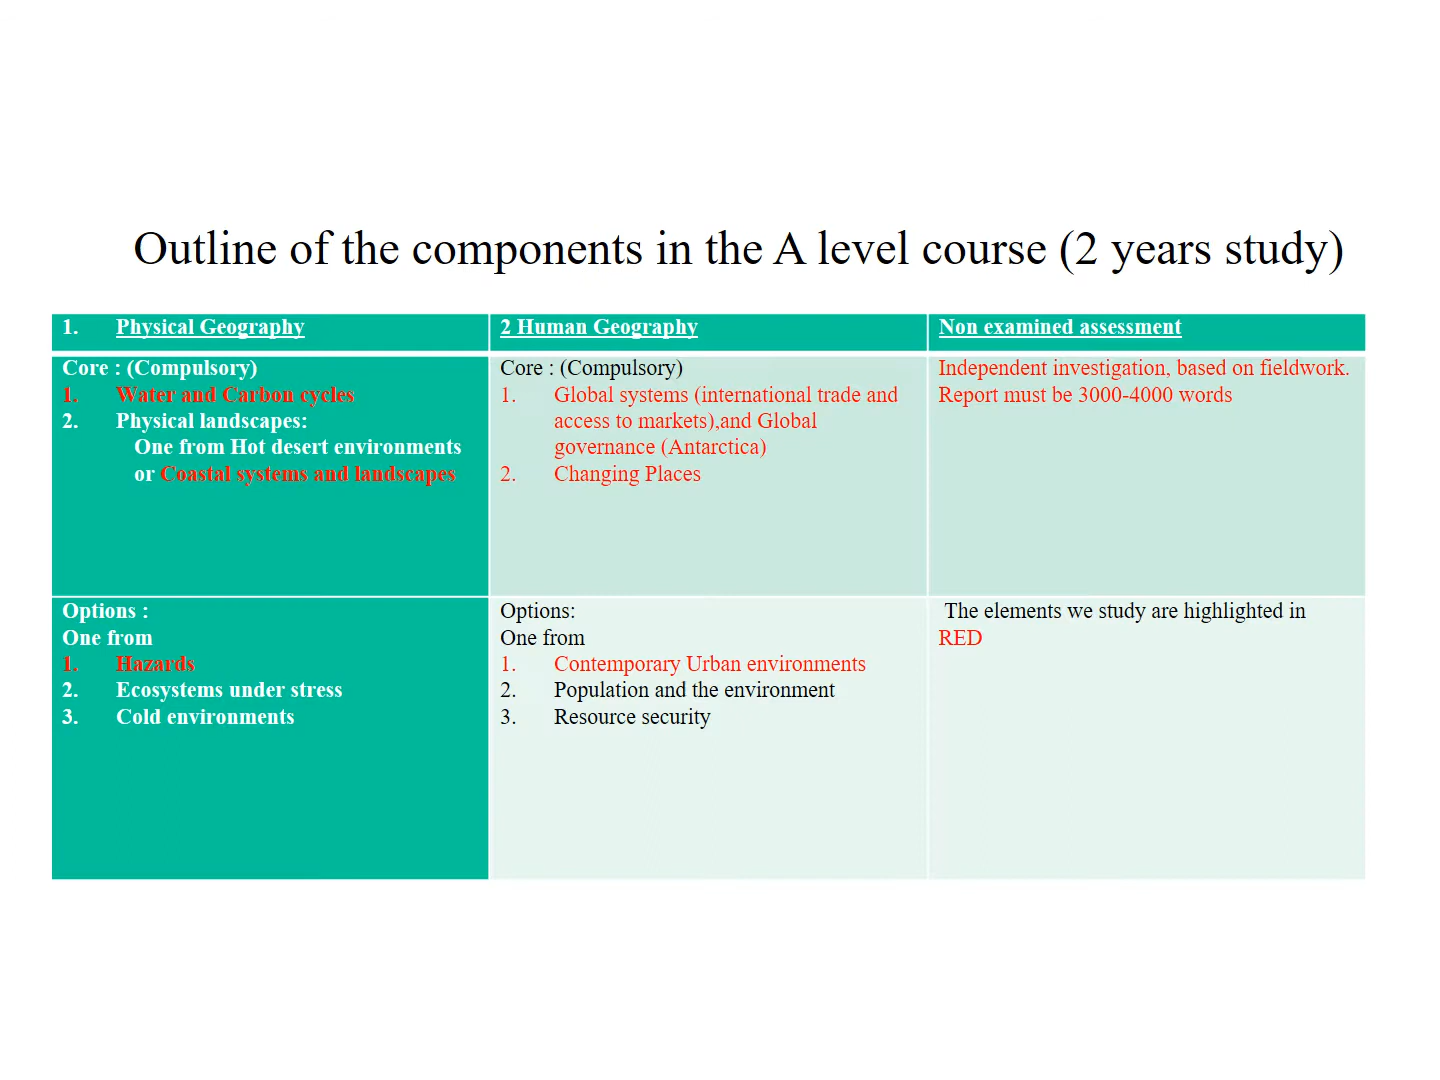 Outline of the components in the A level course (2 years study)
1. Physical Geography
2 Human Geography
Non examined assessment
Core : (Compulsory)
1. Water and Carbon cycles
2. Physical landscapes:
One from Hot desert environments
or Coastal systems and landscapes
Core : (Compulsory)
1. Global systems (international trade and
access to markets),and Global
governance (Antarctica)
2. Changing Places
Independent investigation, based on fieldwork.
Report must be 3000-4000 words
Options :
One from
1. Hazards
2. Ecosystems under stress
3. Cold environments
Options:
One from
1. Contemporary Urban environments
2. Population and the environment
3. Resource security
The elements we study are highlighted in
RED